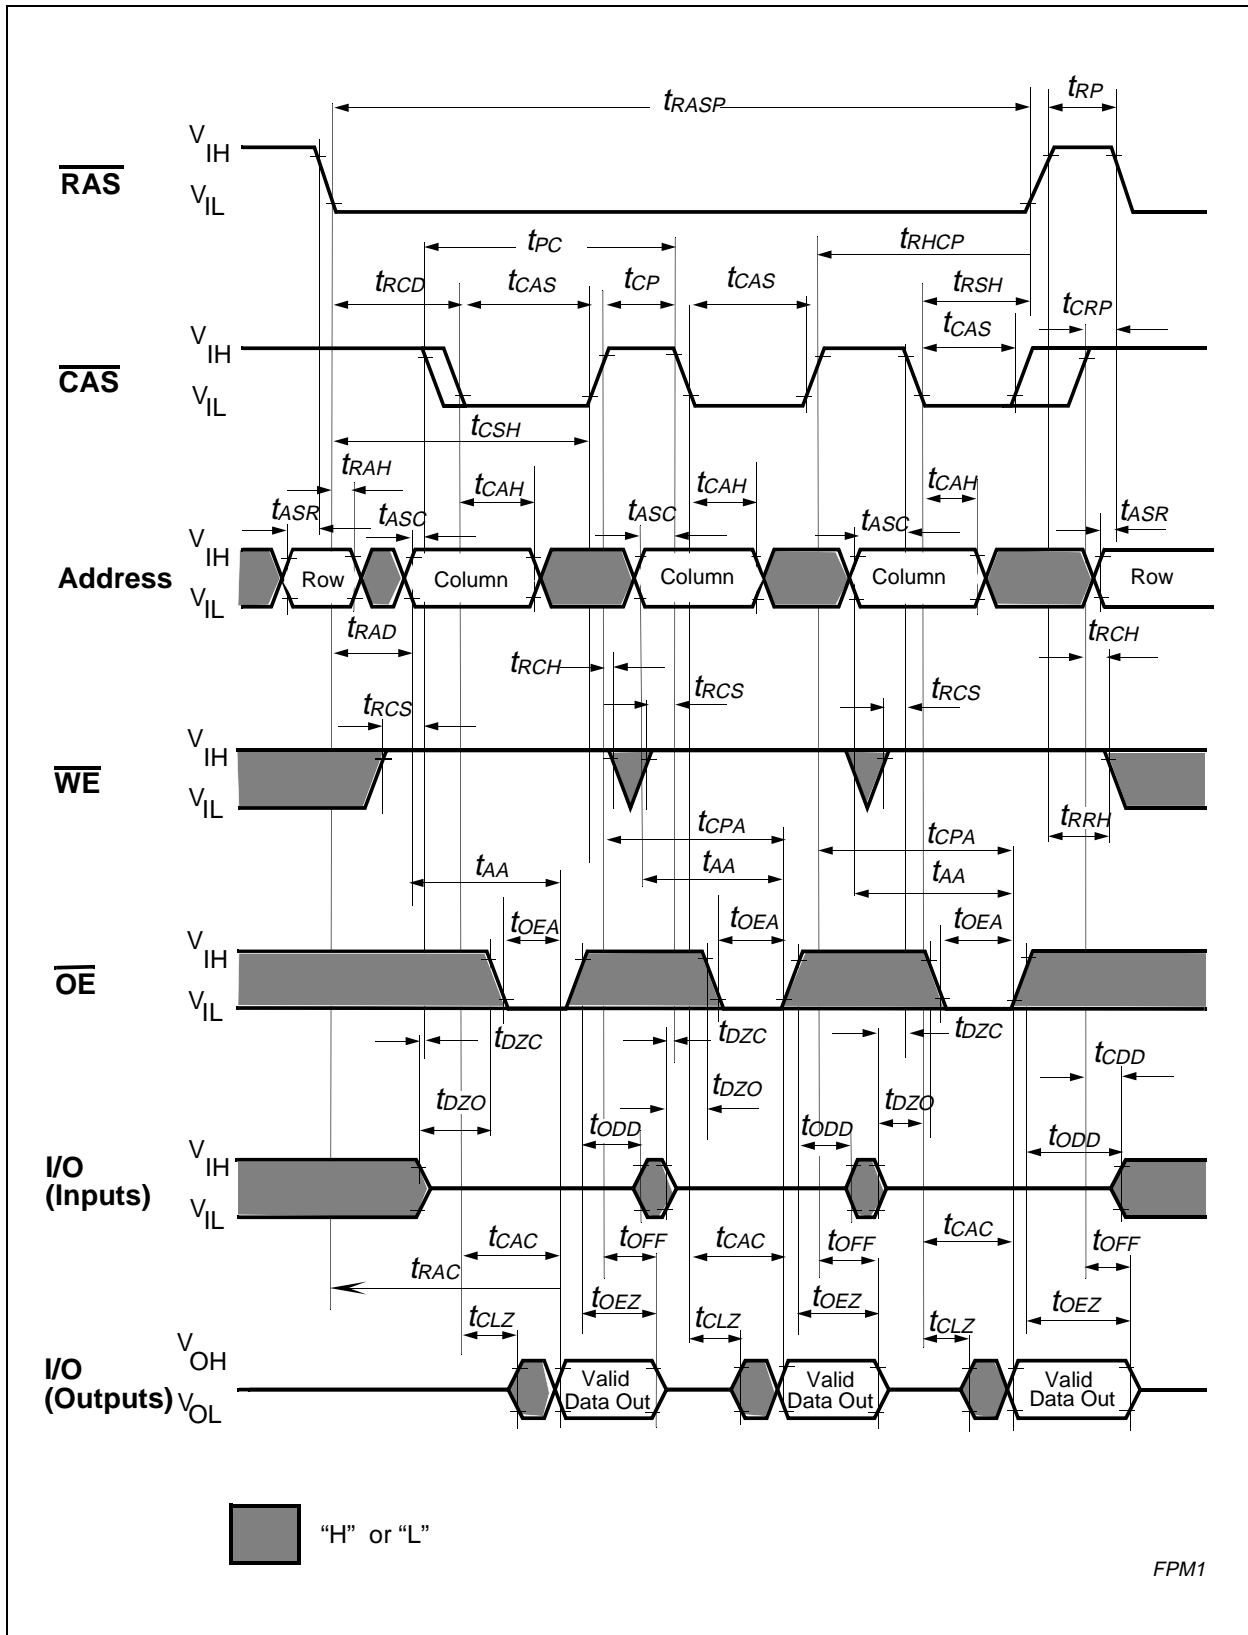 tRASP tRP
VIH
RAS
VIL
tPC tRHCP
tRCD tCAS tCP tCAS tRSH tCRP
tCAS
VIH
CAS
VIL
tCSH
tRAH tCAH tCAH tCAH
tASR tASC tASC tASC tASR
VIH
Address Row Column Column Column Row
VIL
tRAD tRCH
tRCH
tRCS tRCS tRCS
VIH
WE
VIL
tCPA tCPA tRRH
tAA tAA tAA
tOEA tOEA tOEA
VIH
OE
VIL
tDZC tDZC tDZC tCDD
tDZO tDZO tDZO
tODD tODD tODD
VIH
I/O
(Inputs)
VIL
tCAC tOFF tCAC tOFF tCAC tOFF
tRAC
tOEZ tOEZ tOEZ
tCLZ tCLZ tCLZ
VOH
I/O Valid Valid Valid
(Outputs) Data Out Data Out Data Out
VOL
“H” or “L”
FPM1